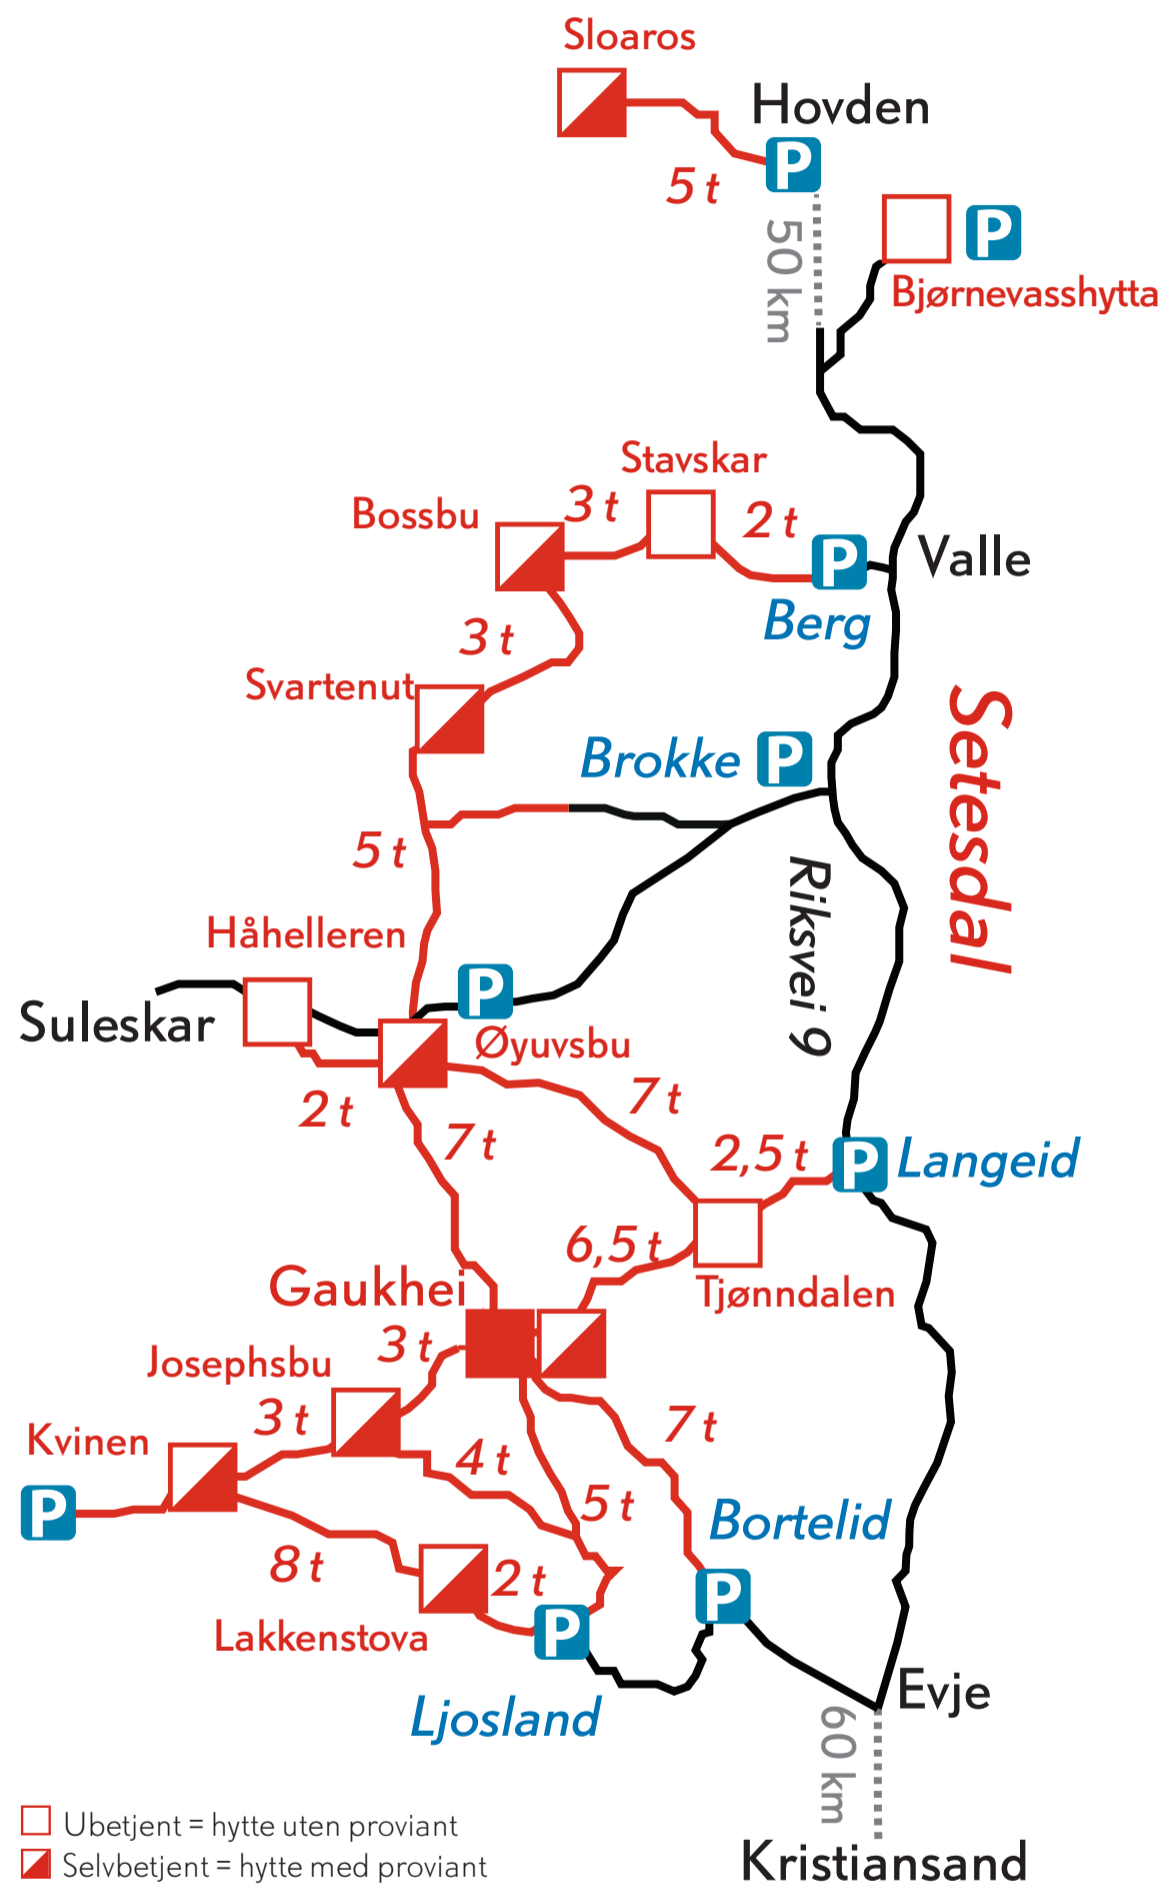 Sloaros
Hovden
P
5 t
50 km
P
Bjørnevasshytta
Stavskar
Bossbu
3 t
2 t
P
Valle
Berg
3 t
Svartenut
Setesdal
Brokke
P
5 t
Riksvei 9
Håhelleren
P
Suleskar
Øyuvsbu
2 t
7 t
7 t
2,5 t
P
Langeid
6,5 t
Gaukhei
Tjønndalen
3 t
Josephsbu
3 t
Kvinen
4 t
7 t
P
5 t
Bortelid
8 t
2 t
P
Lakkenstova
P
Ljosland
Evje
60 km
Ubetjent = hytte uten proviant
Selvbetjent = hytte med proviant
Kristiansand